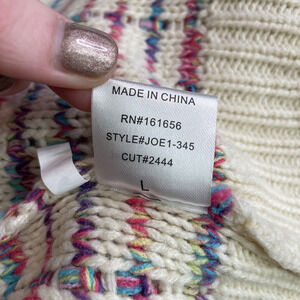 MADE IN CHINA
RN#161656
STYLE#JOE1-345
CUT#2444
L